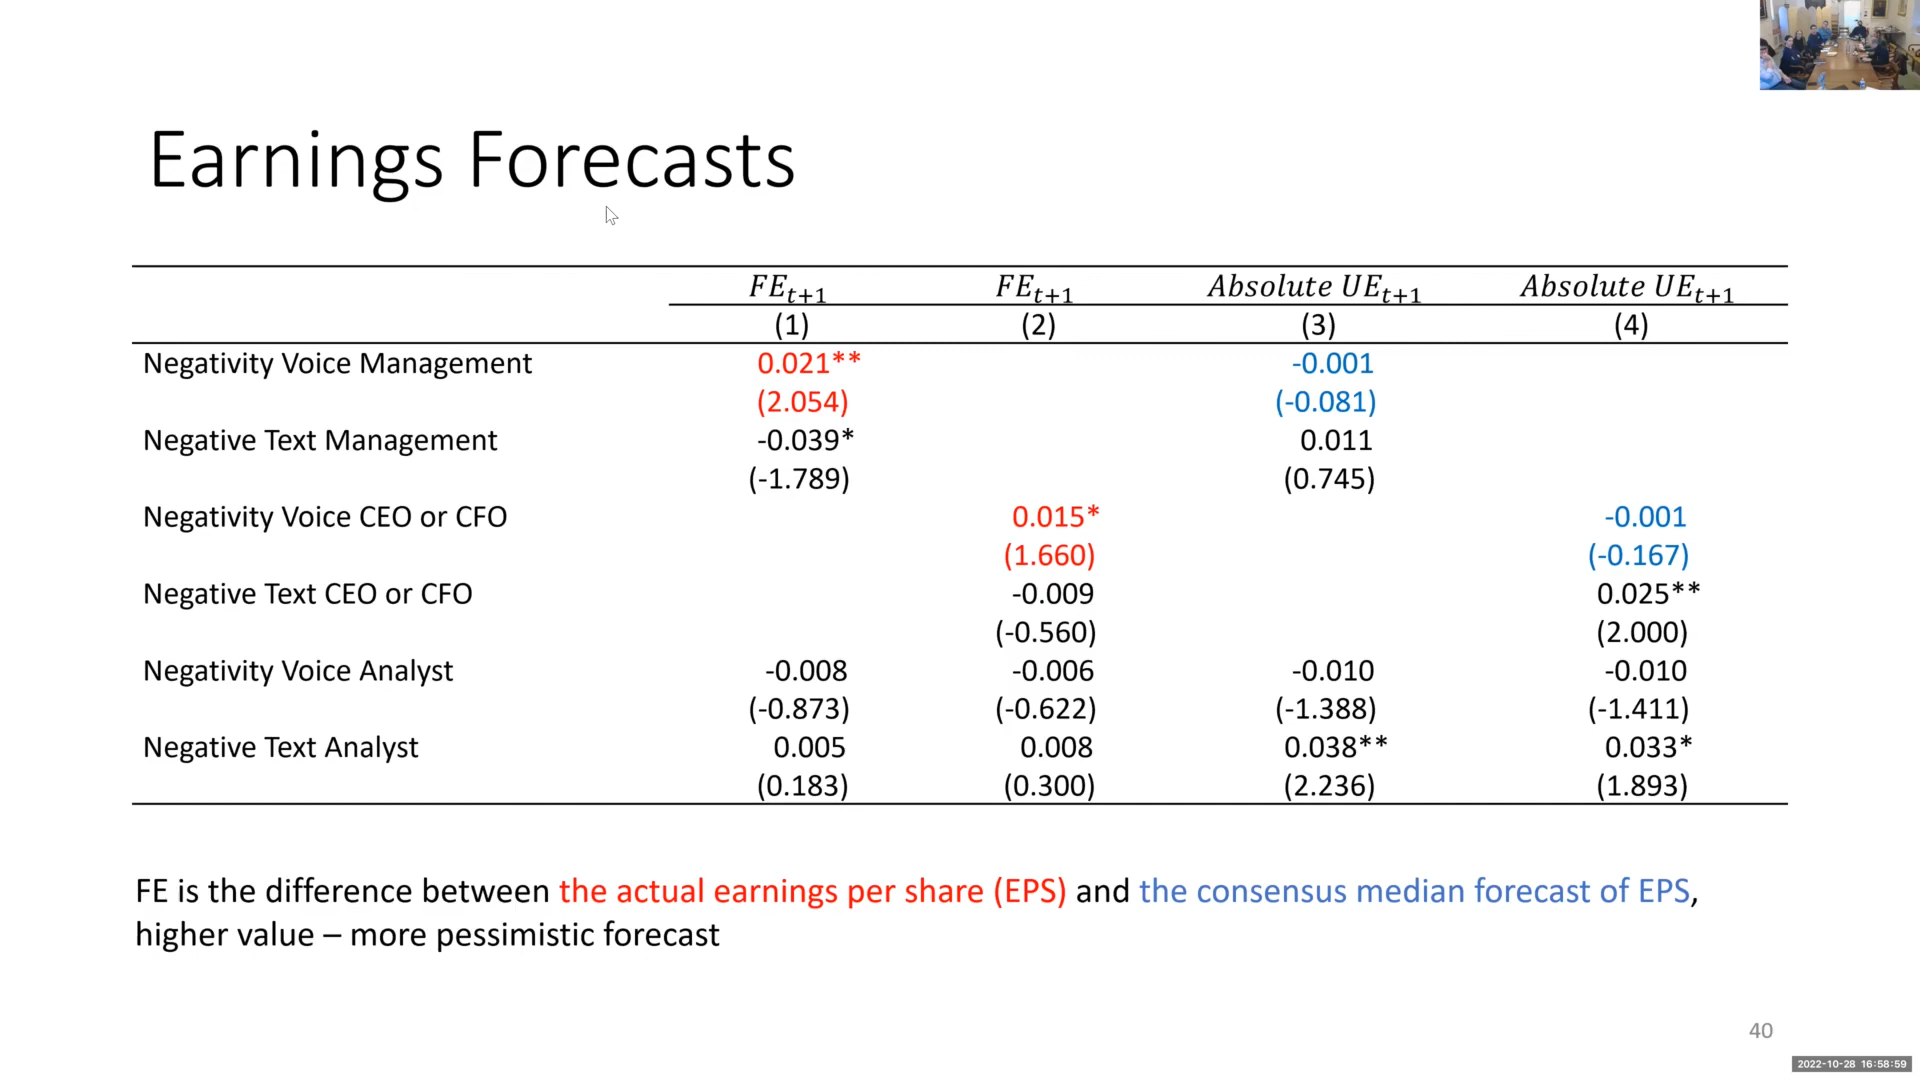 Earnings Forecasts
FE_{t+1} FE_{t+1} Absolute UE_{t+1} Absolute UE_{t+1}
(1) (2) (3) (4)
Negativity Voice Management 0.021** -0.001
(2.054) (-0.081)
Negative Text Management -0.039* 0.011
(-1.789) (0.745)
Negativity Voice CEO or CFO 0.015* -0.001
(1.660) (-0.167)
Negative Text CEO or CFO -0.009 0.025**
(-0.560) (2.000)
Negativity Voice Analyst -0.008 -0.006 -0.010 -0.010
(-0.873) (-0.622) (-1.388) (-1.411)
Negative Text Analyst 0.005 0.008 0.038** 0.033*
(0.183) (0.300) (2.236) (1.893)
FE is the difference between the actual earnings per share (EPS) and the consensus median forecast of EPS,
higher value – more pessimistic forecast
40
2022-10-28 16:58:59